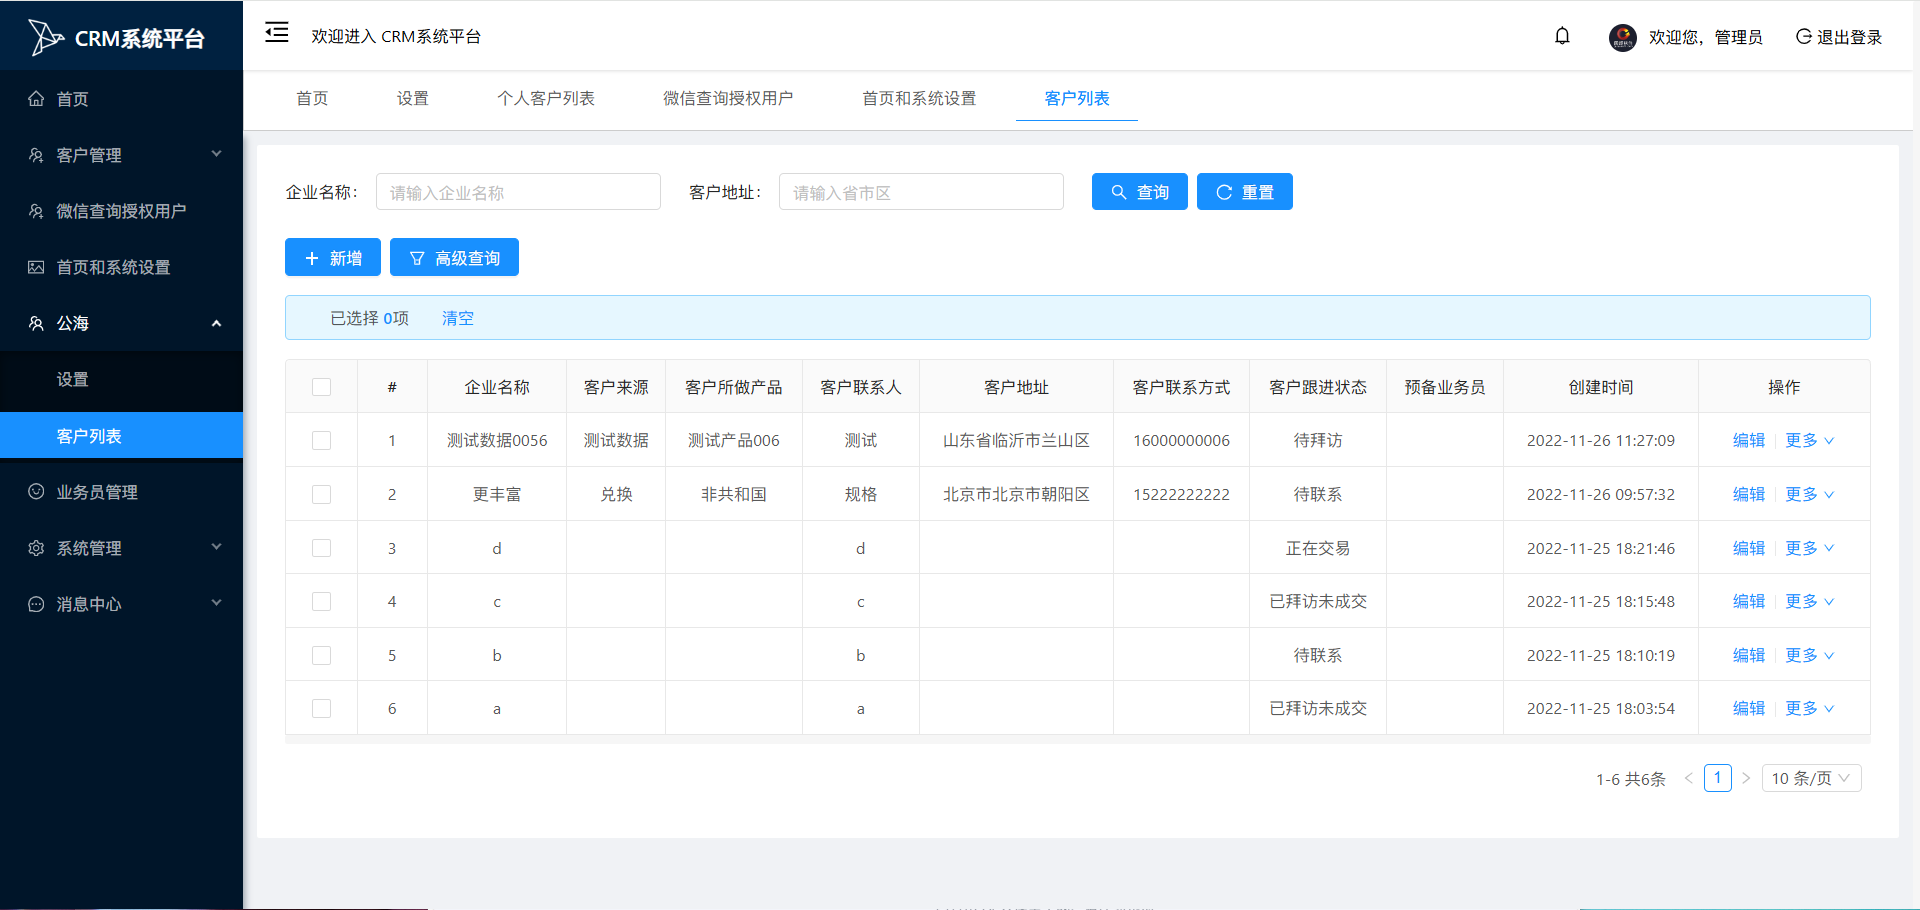 CRM系统平台
欢迎进入 CRM系统平台
欢迎您，管理员
退出登录
首页
客户管理
微信查询授权用户
首页和系统设置
公海
设置
客户列表
业务员管理
系统管理
消息中心
首页 设置 个人客户列表 微信查询授权用户 首页和系统设置 客户列表
企业名称： 请输入企业名称 客户地址： 请输入省市区 查询 重置
新增 高级查询
已选择 0项 清空
# 企业名称 客户来源 客户所做产品 客户联系人 客户地址 客户联系方式 客户跟进状态 预备业务员 创建时间 操作
1 测试数据0056 测试数据 测试产品006 测试 山东省临沂市兰山区 16000000006 待拜访 2022-11-26 11:27:09 编辑 更多
2 更丰富 兑换 非共和国 规格 北京市北京市朝阳区 15222222222 待联系 2022-11-26 09:57:32 编辑 更多
3 d d 正在交易 2022-11-25 18:21:46 编辑 更多
4 c c 已拜访未成交 2022-11-25 18:15:48 编辑 更多
5 b b 待联系 2022-11-25 18:10:19 编辑 更多
6 a a 已拜访未成交 2022-11-25 18:03:54 编辑 更多
1-6 共6条 < 1 > 10 条/页